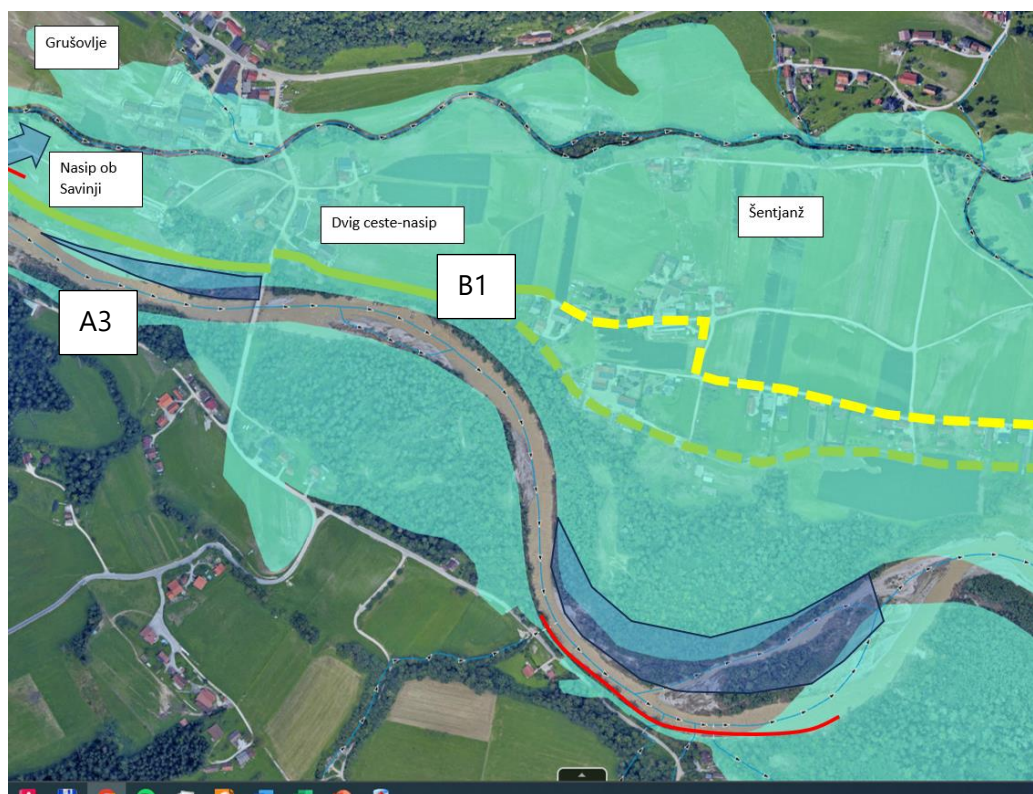 Grušovlje
Nasip ob
Savinji
Dvig ceste-nasip
Šentjanž
B1
A3